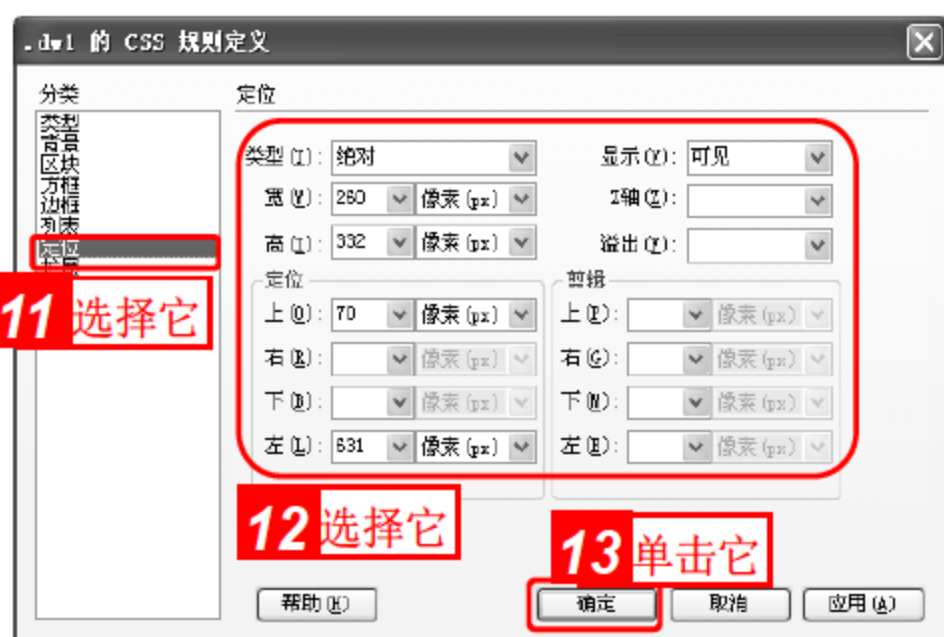 .dw1 的 CSS 规则定义
分类
定位
类型
背景
区块
方框
边框
列表
定位
扩展
类型(T): 绝对
显示(V): 可见
宽(W): 260 像素(px)
Z轴(Z):
高(I): 332 像素(px)
溢出(F):
定位
剪辑
上(O): 70 像素(px)
上(P): 像素(px)
右(R): 像素(px)
右(G): 像素(px)
下(B): 像素(px)
下(M): 像素(px)
左(L): 631 像素(px)
左(E): 像素(px)
11 选择它
12 选择它
13 单击它
帮助(H)
确定
取消
应用(A)